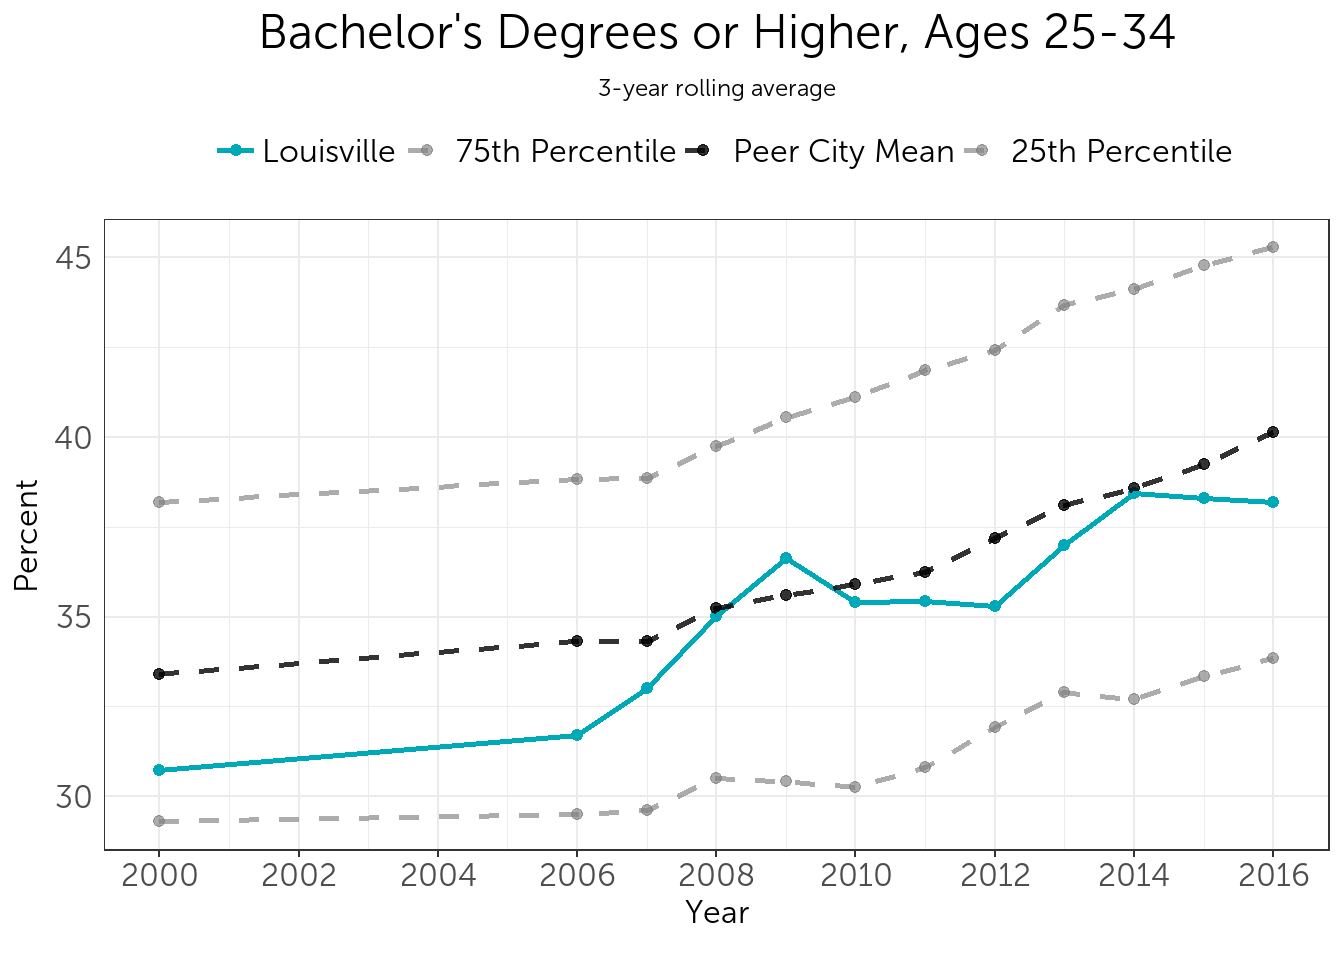 Bachelor's Degrees or Higher, Ages 25-34
3-year rolling average
Louisville 75th Percentile Peer City Mean 25th Percentile
45
40
35
30
Percent
2000 2002 2004 2006 2008 2010 2012 2014 2016
Year